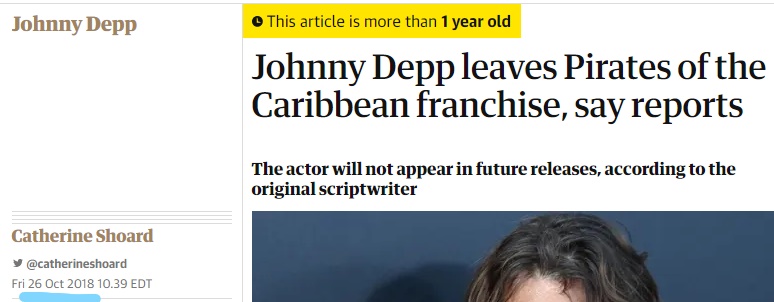 Johnny Depp
This article is more than 1 year old
Johnny Depp leaves Pirates of the
Caribbean franchise, say reports
The actor will not appear in future releases, according to the
original scriptwriter
Catherine Shoard
@catherineshoard
Fri 26 Oct 2018 10.39 EDT